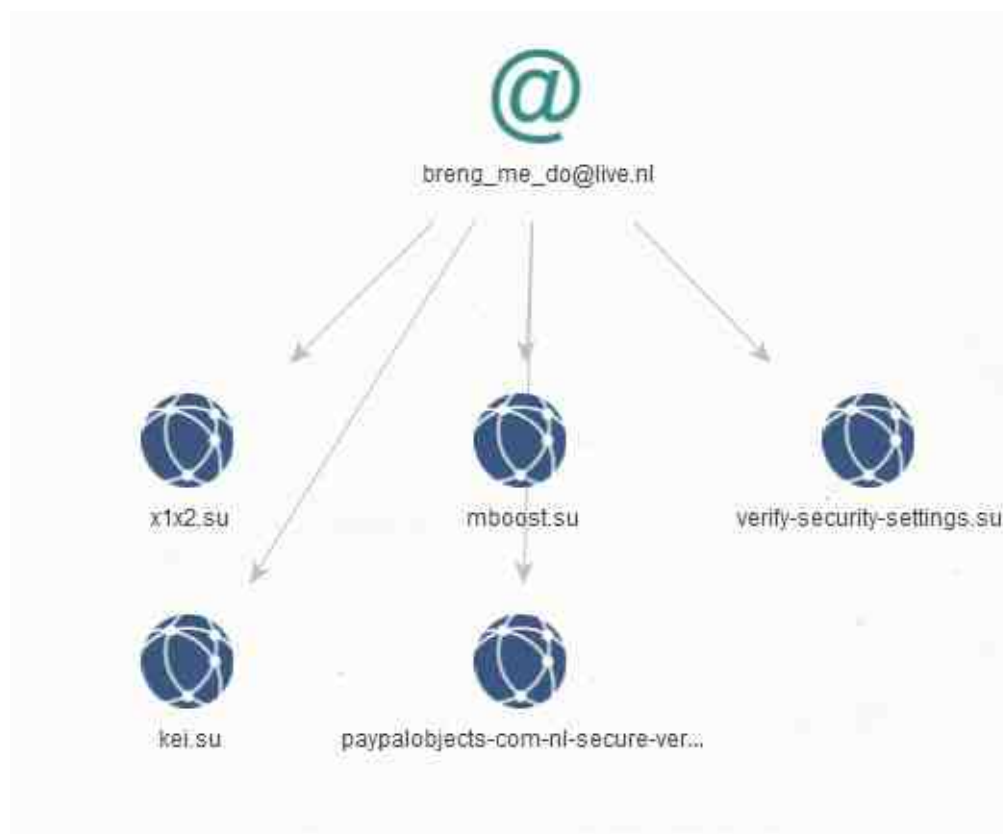 @
breng_me_do@live.nl
x1x2.su
mboost.su
verify-security-settings.su
kei.su
paypalobjects-com-nl-secure-ver...